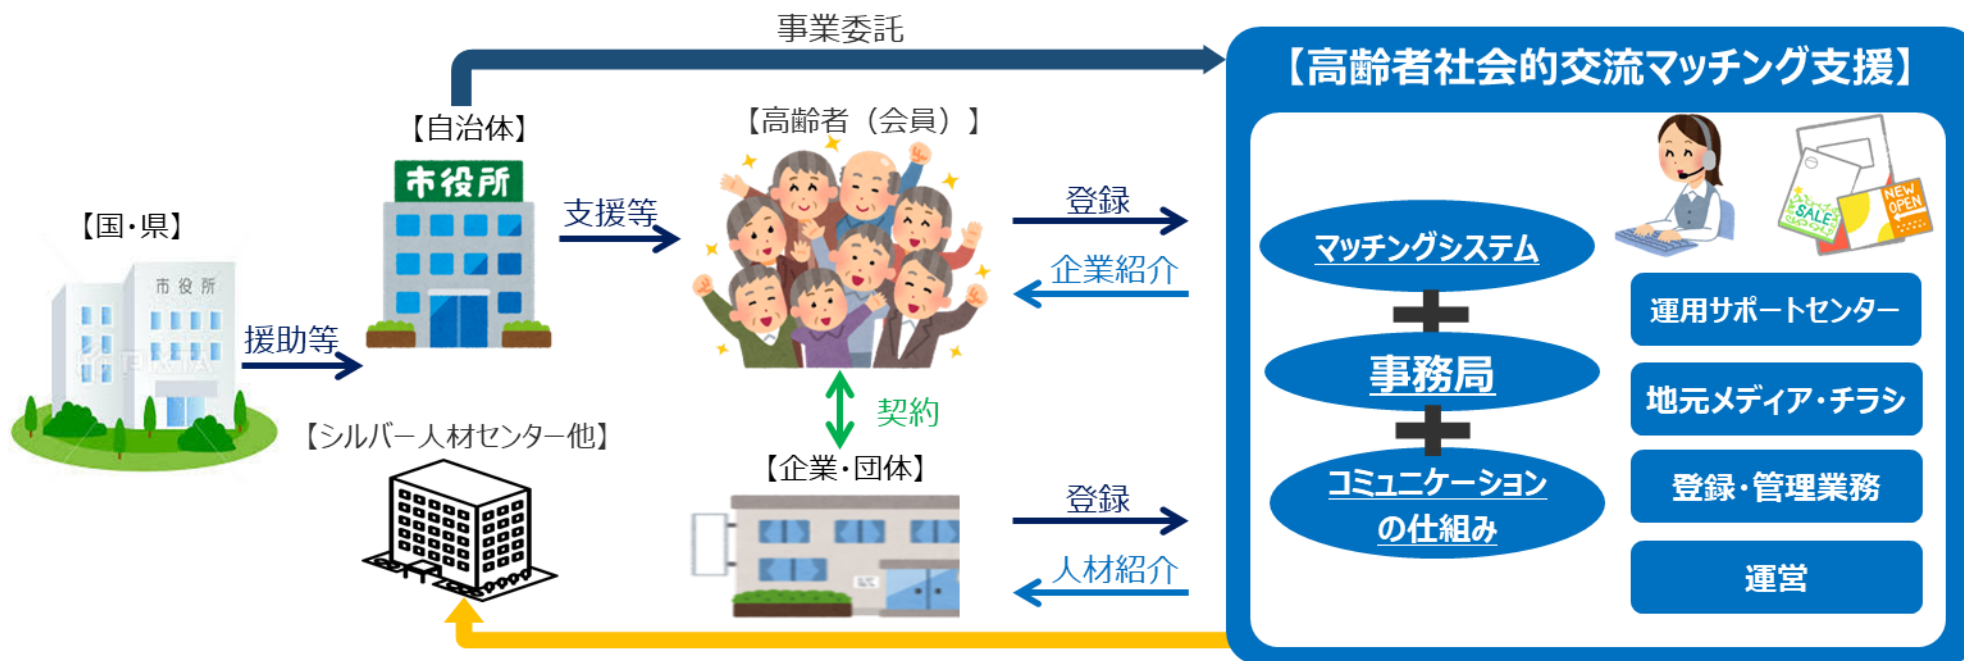 事業委託
【高齢者社会的交流マッチング支援】
【自治体】
【高齢者（会員）】
市役所
【国・県】
市役所
援助等
支援等
登録
企業紹介
契約
【シルバー人材センター他】
【企業・団体】
登録
人材紹介
マッチングシステム
事務局
コミュニケーション
の仕組み
SALE
NEW
OPEN
運用サポートセンター
地元メディア・チラシ
登録・管理業務
運営